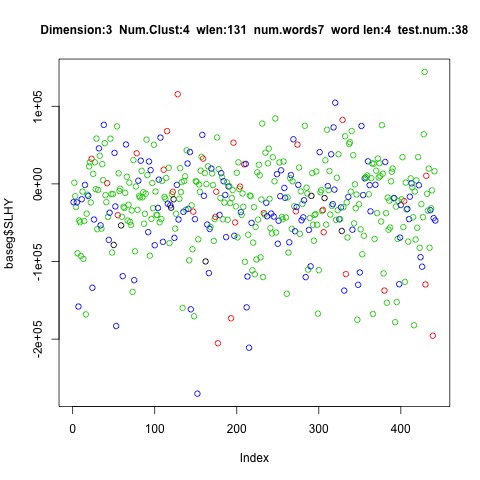 Dimension:3 Num.Clust:4 wlen:131 num.words7 word len:4 test.num.:38
baseg$SLHY
1e+05
0e+00
-1e+05
-2e+05
0 100 200 300 400
Index